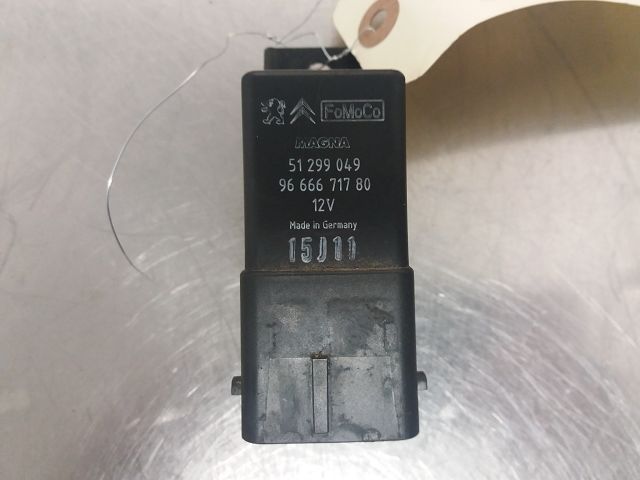 FoMoCo
MAGNA
51 299 049
96 666 717 80
12V
Made in Germany
15J11